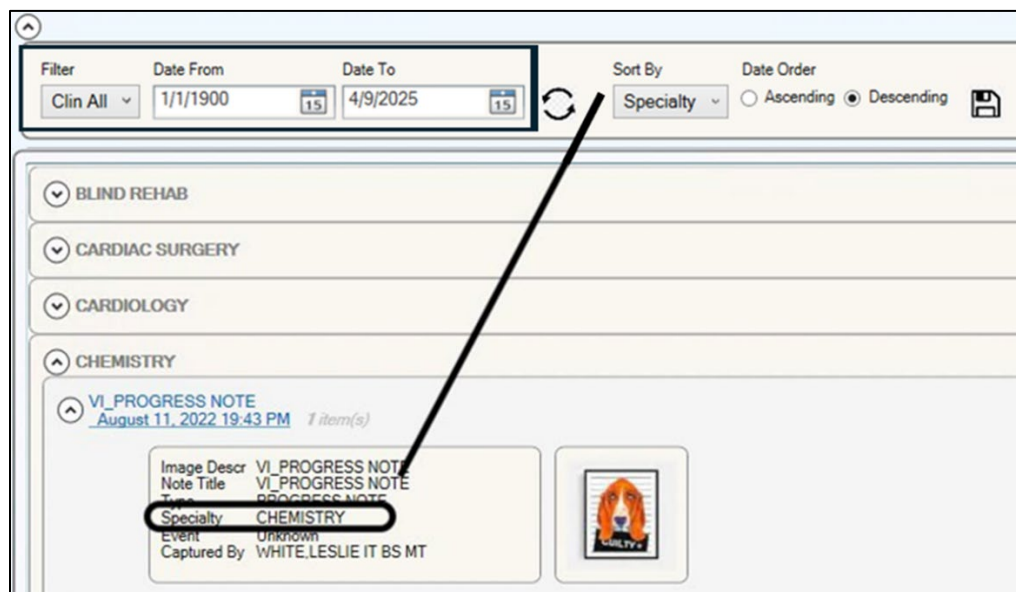 Filter Date From Date To Sort By Date Order
Clin All 1/1/1900 15 4/9/2025 15 Specialty Ascending Descending
BLIND REHAB
CARDIAC SURGERY
CARDIOLOGY
CHEMISTRY
VI_PROGRESS NOTE
August 11, 2022 19:43 PM 1 item(s)
Image Descr VI_PROGRESS NOTE
Note Title VI_PROGRESS NOTE
Type PROGRESS NOTE
Specialty CHEMISTRY
Event Unknown
Captured By WHITE,LESLIE IT BS MT
GUILTY